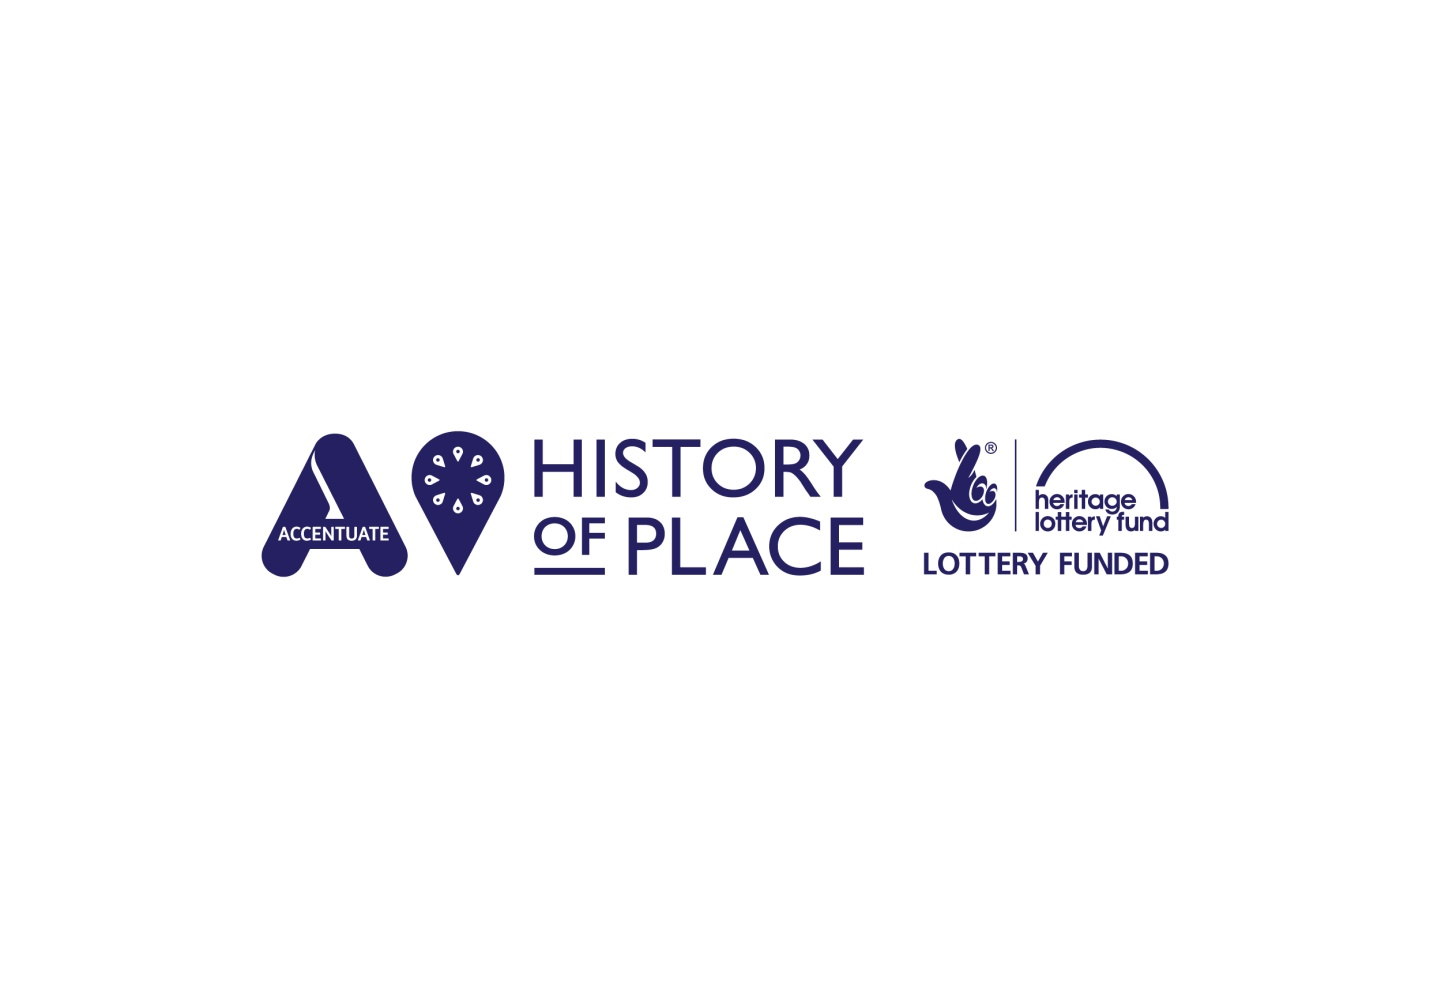 ACCENTUATE
HISTORY
OF PLACE
®
heritage
lottery fund
LOTTERY FUNDED